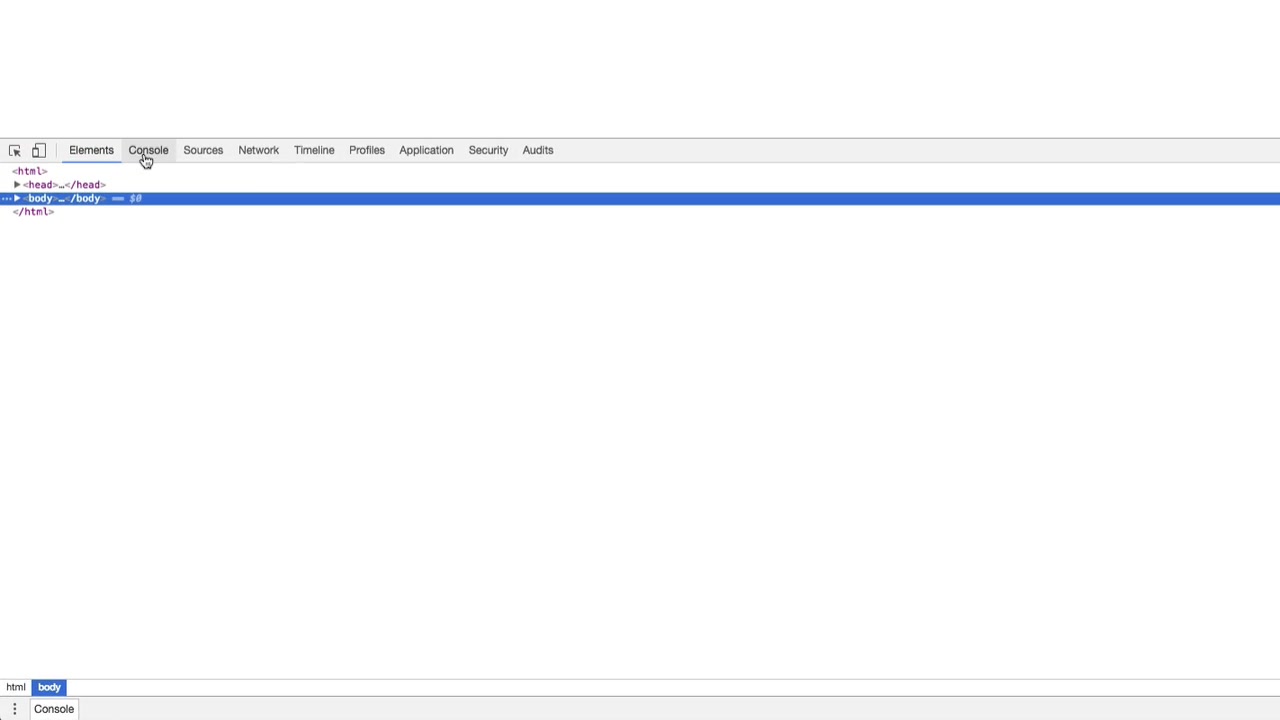 Elements Console Sources Network Timeline Profiles Application Security Audits
<html>
▶<head>…</head>
…▶<body>…</body> == $0
</html>
html body
Console